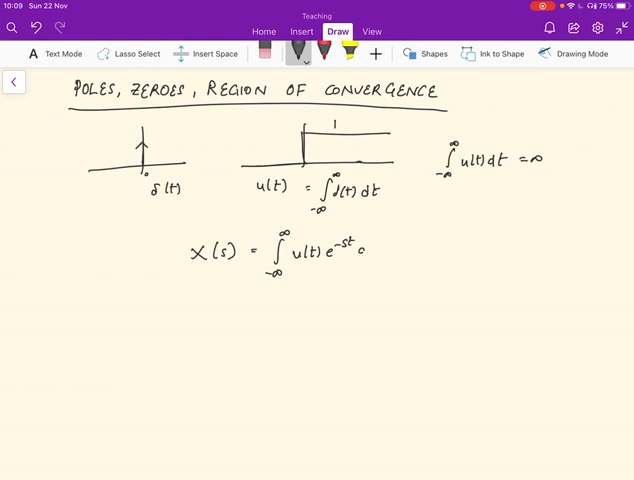 10:09 Sun 22 Nov
75%
Teaching
Home Insert Draw View
A Text Mode Lasso Select Insert Space Shapes Ink to Shape Drawing Mode
POLES, ZEROES, REGION OF CONVERGENCE
1
∫_{-∞}^{∞} u(t) dt = ∞
0
δ(t)
u(t) = ∫_{-∞}^{∞} δ(t) dt
X(s) = ∫_{-∞}^{∞} u(t) e^{-st}